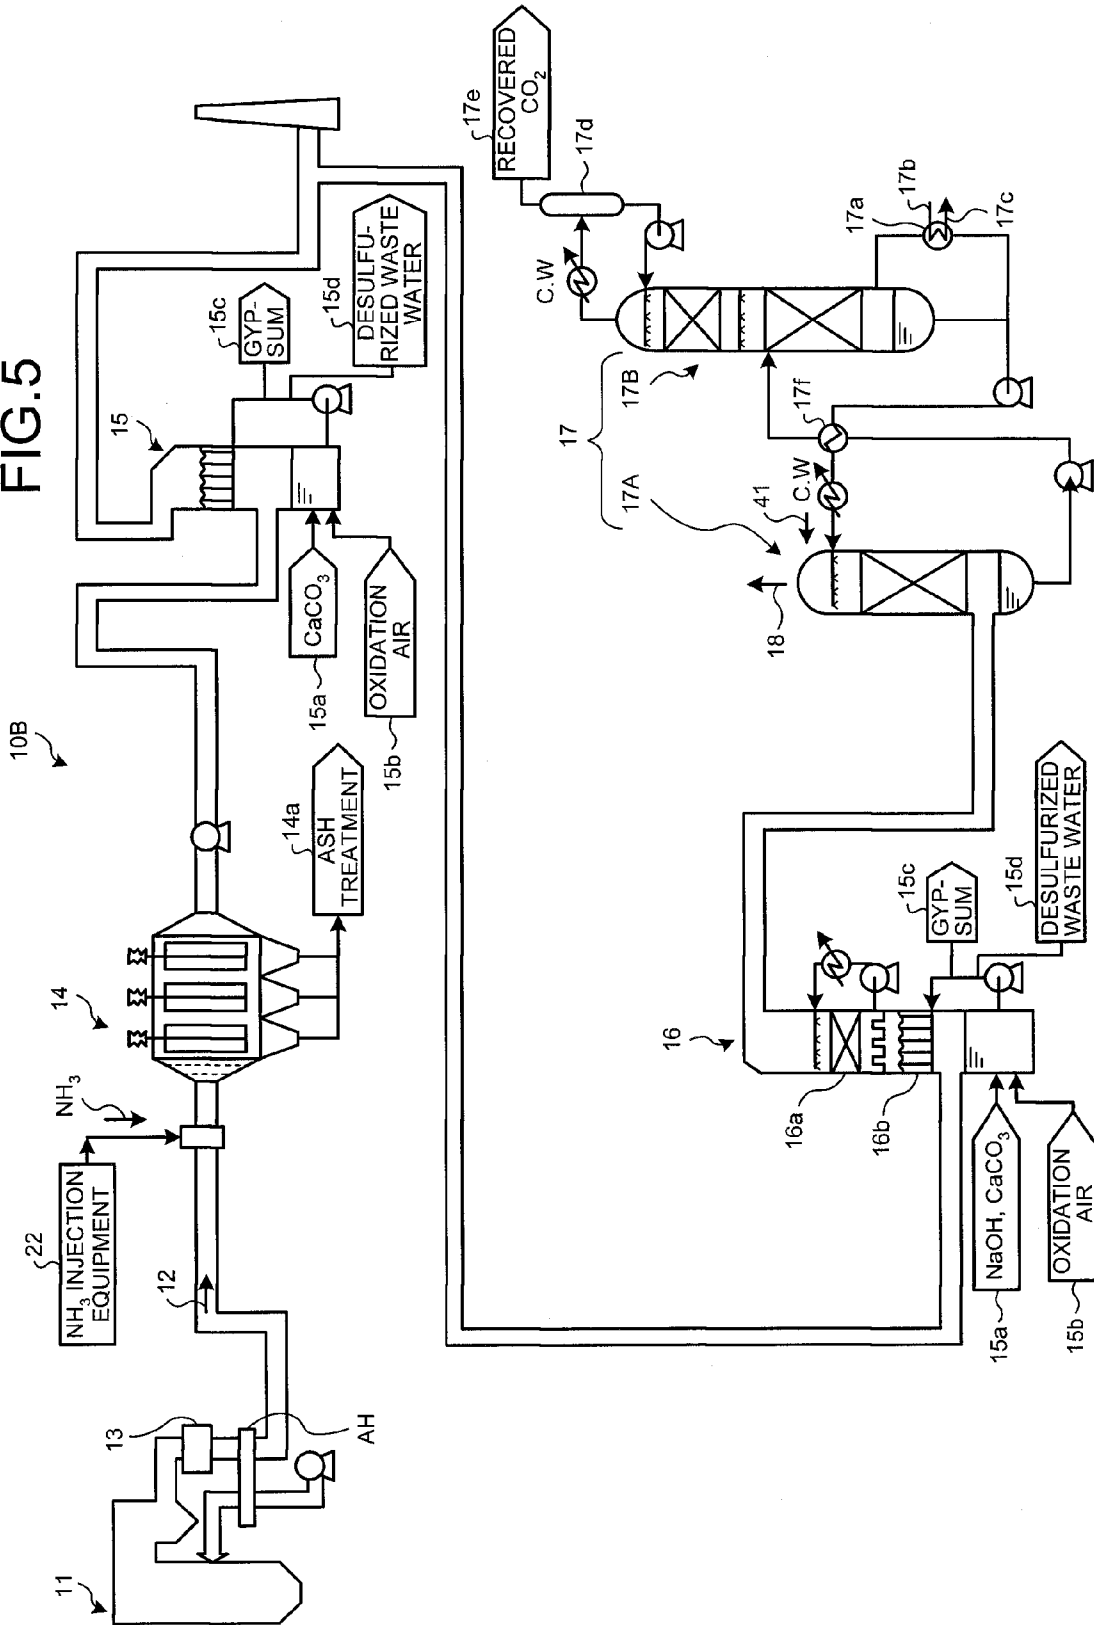 FIG.5
10B
11
13
AH
12
22
NH3 INJECTION
EQUIPMENT
NH3
14
14a
ASH
TREATMENT
15
15a
CaCO3
15b
OXIDATION
AIR
15c
GYP-
SUM
15d
DESULFU-
RIZED WASTE
WATER
16
16a
16b
15a
NaOH, CaCO3
15b
OXIDATION
AIR
15c
GYP-
SUM
15d
DESULFURIZED
WASTE WATER
17
17A
17B
18
41
C.W
17f
C.W
17a
17b
17c
17d
17e
RECOVERED
CO2